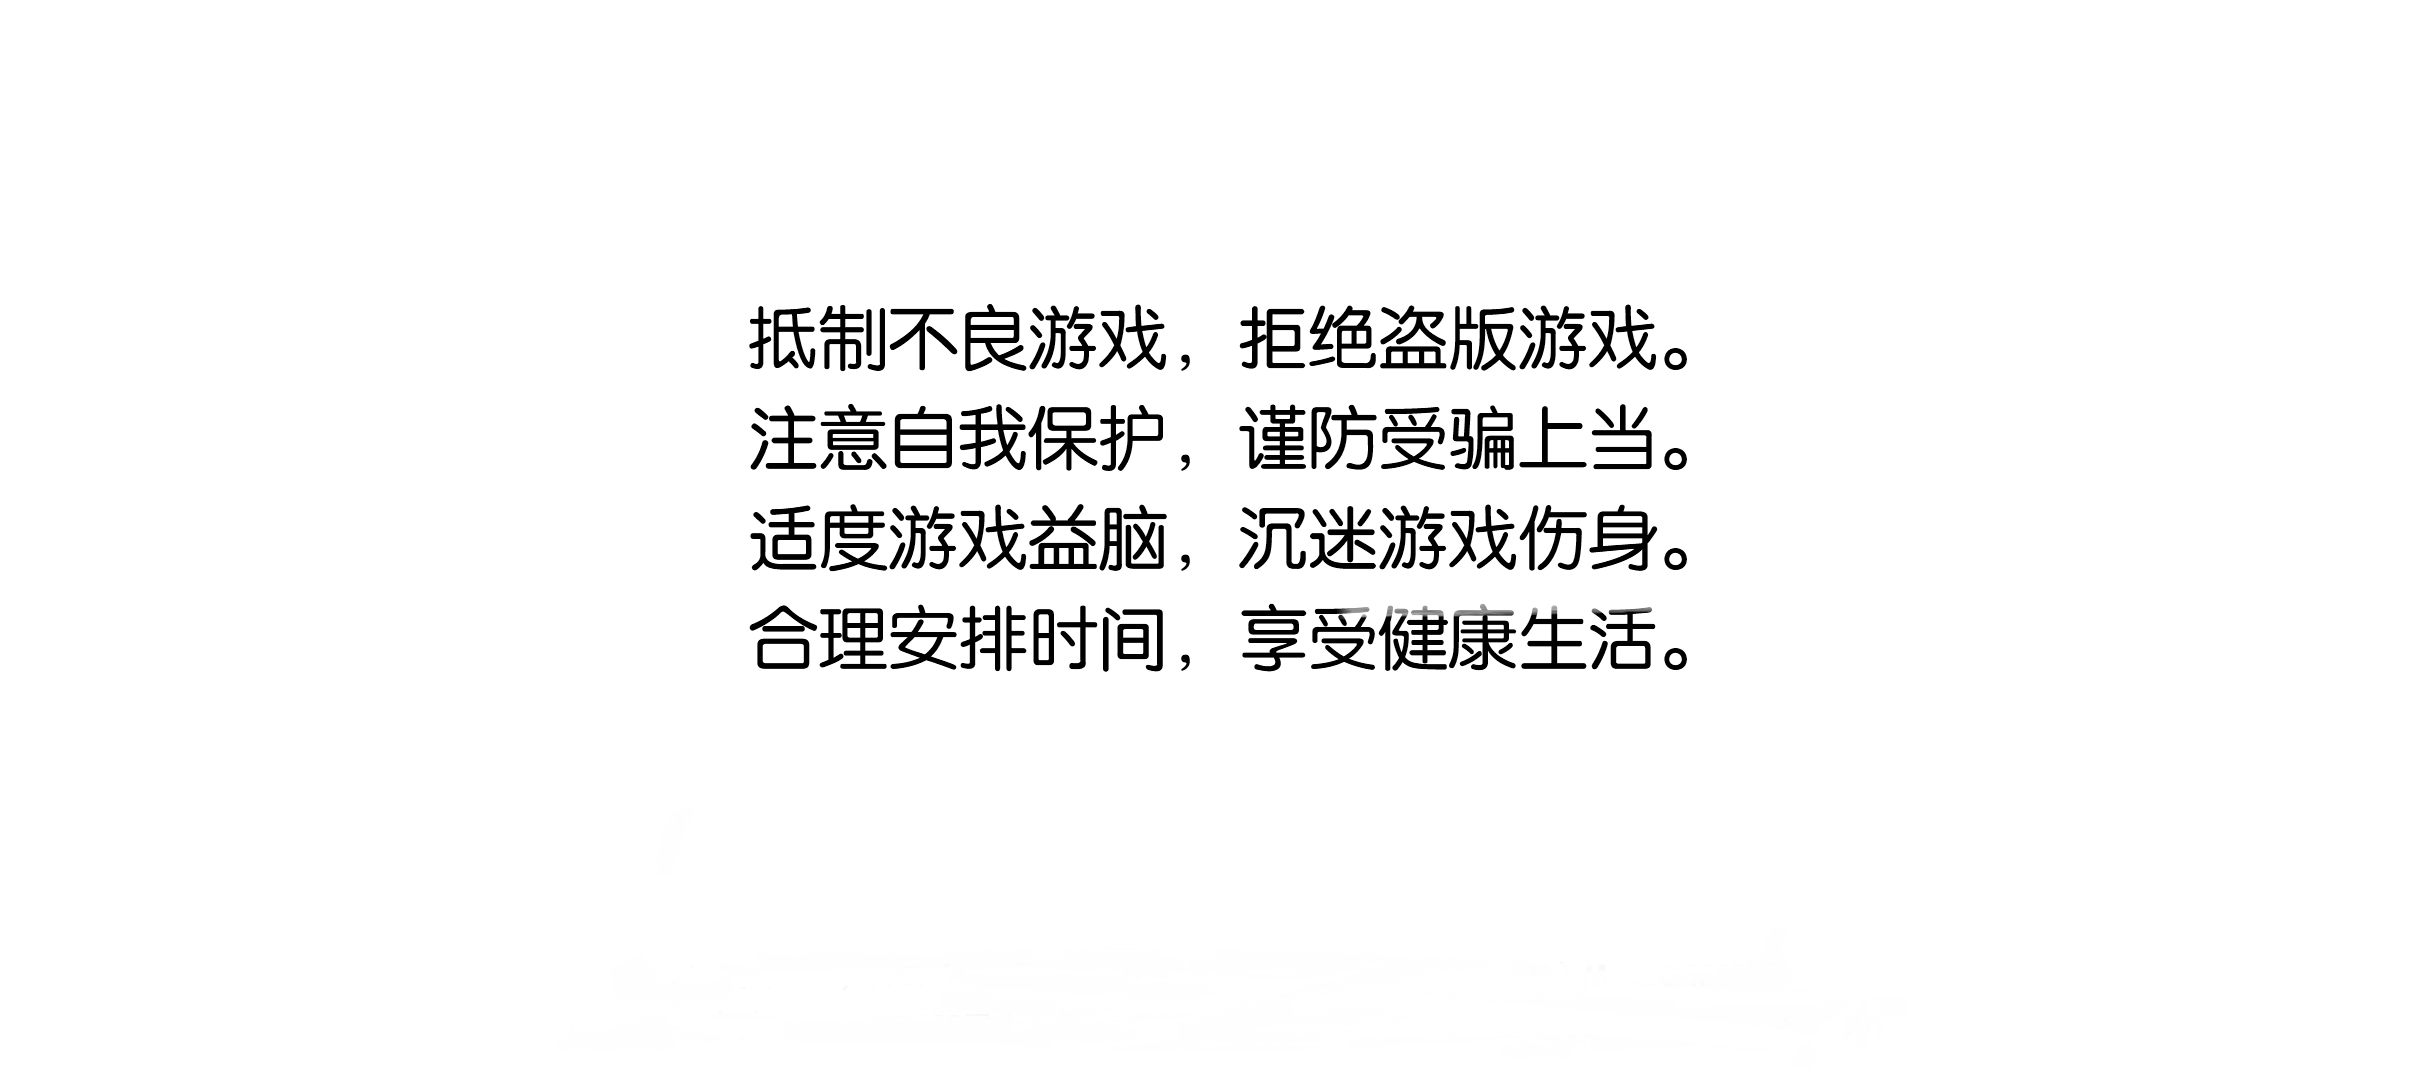 抵制不良游戏，拒绝盗版游戏。
注意自我保护，谨防受骗上当。
适度游戏益脑，沉迷游戏伤身。
合理安排时间，享受健康生活。